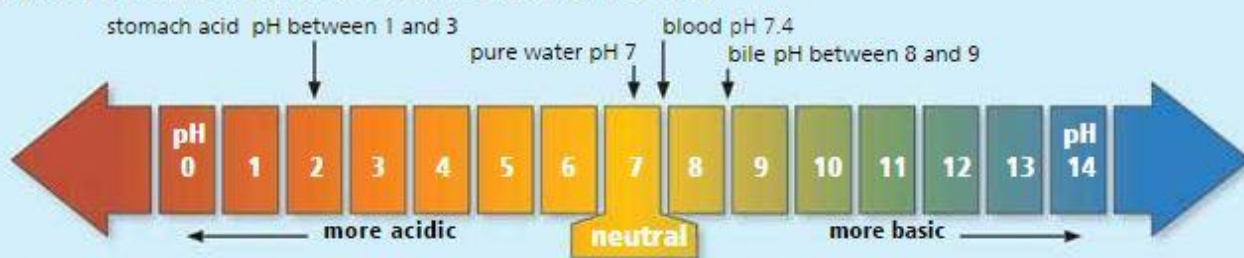 stomach acid pH between 1 and 3
blood pH 7.4
pure water pH 7
bile pH between 8 and 9
pH 0 1 2 3 4 5 6 7 8 9 10 11 12 13 pH 14
more acidic
neutral
more basic